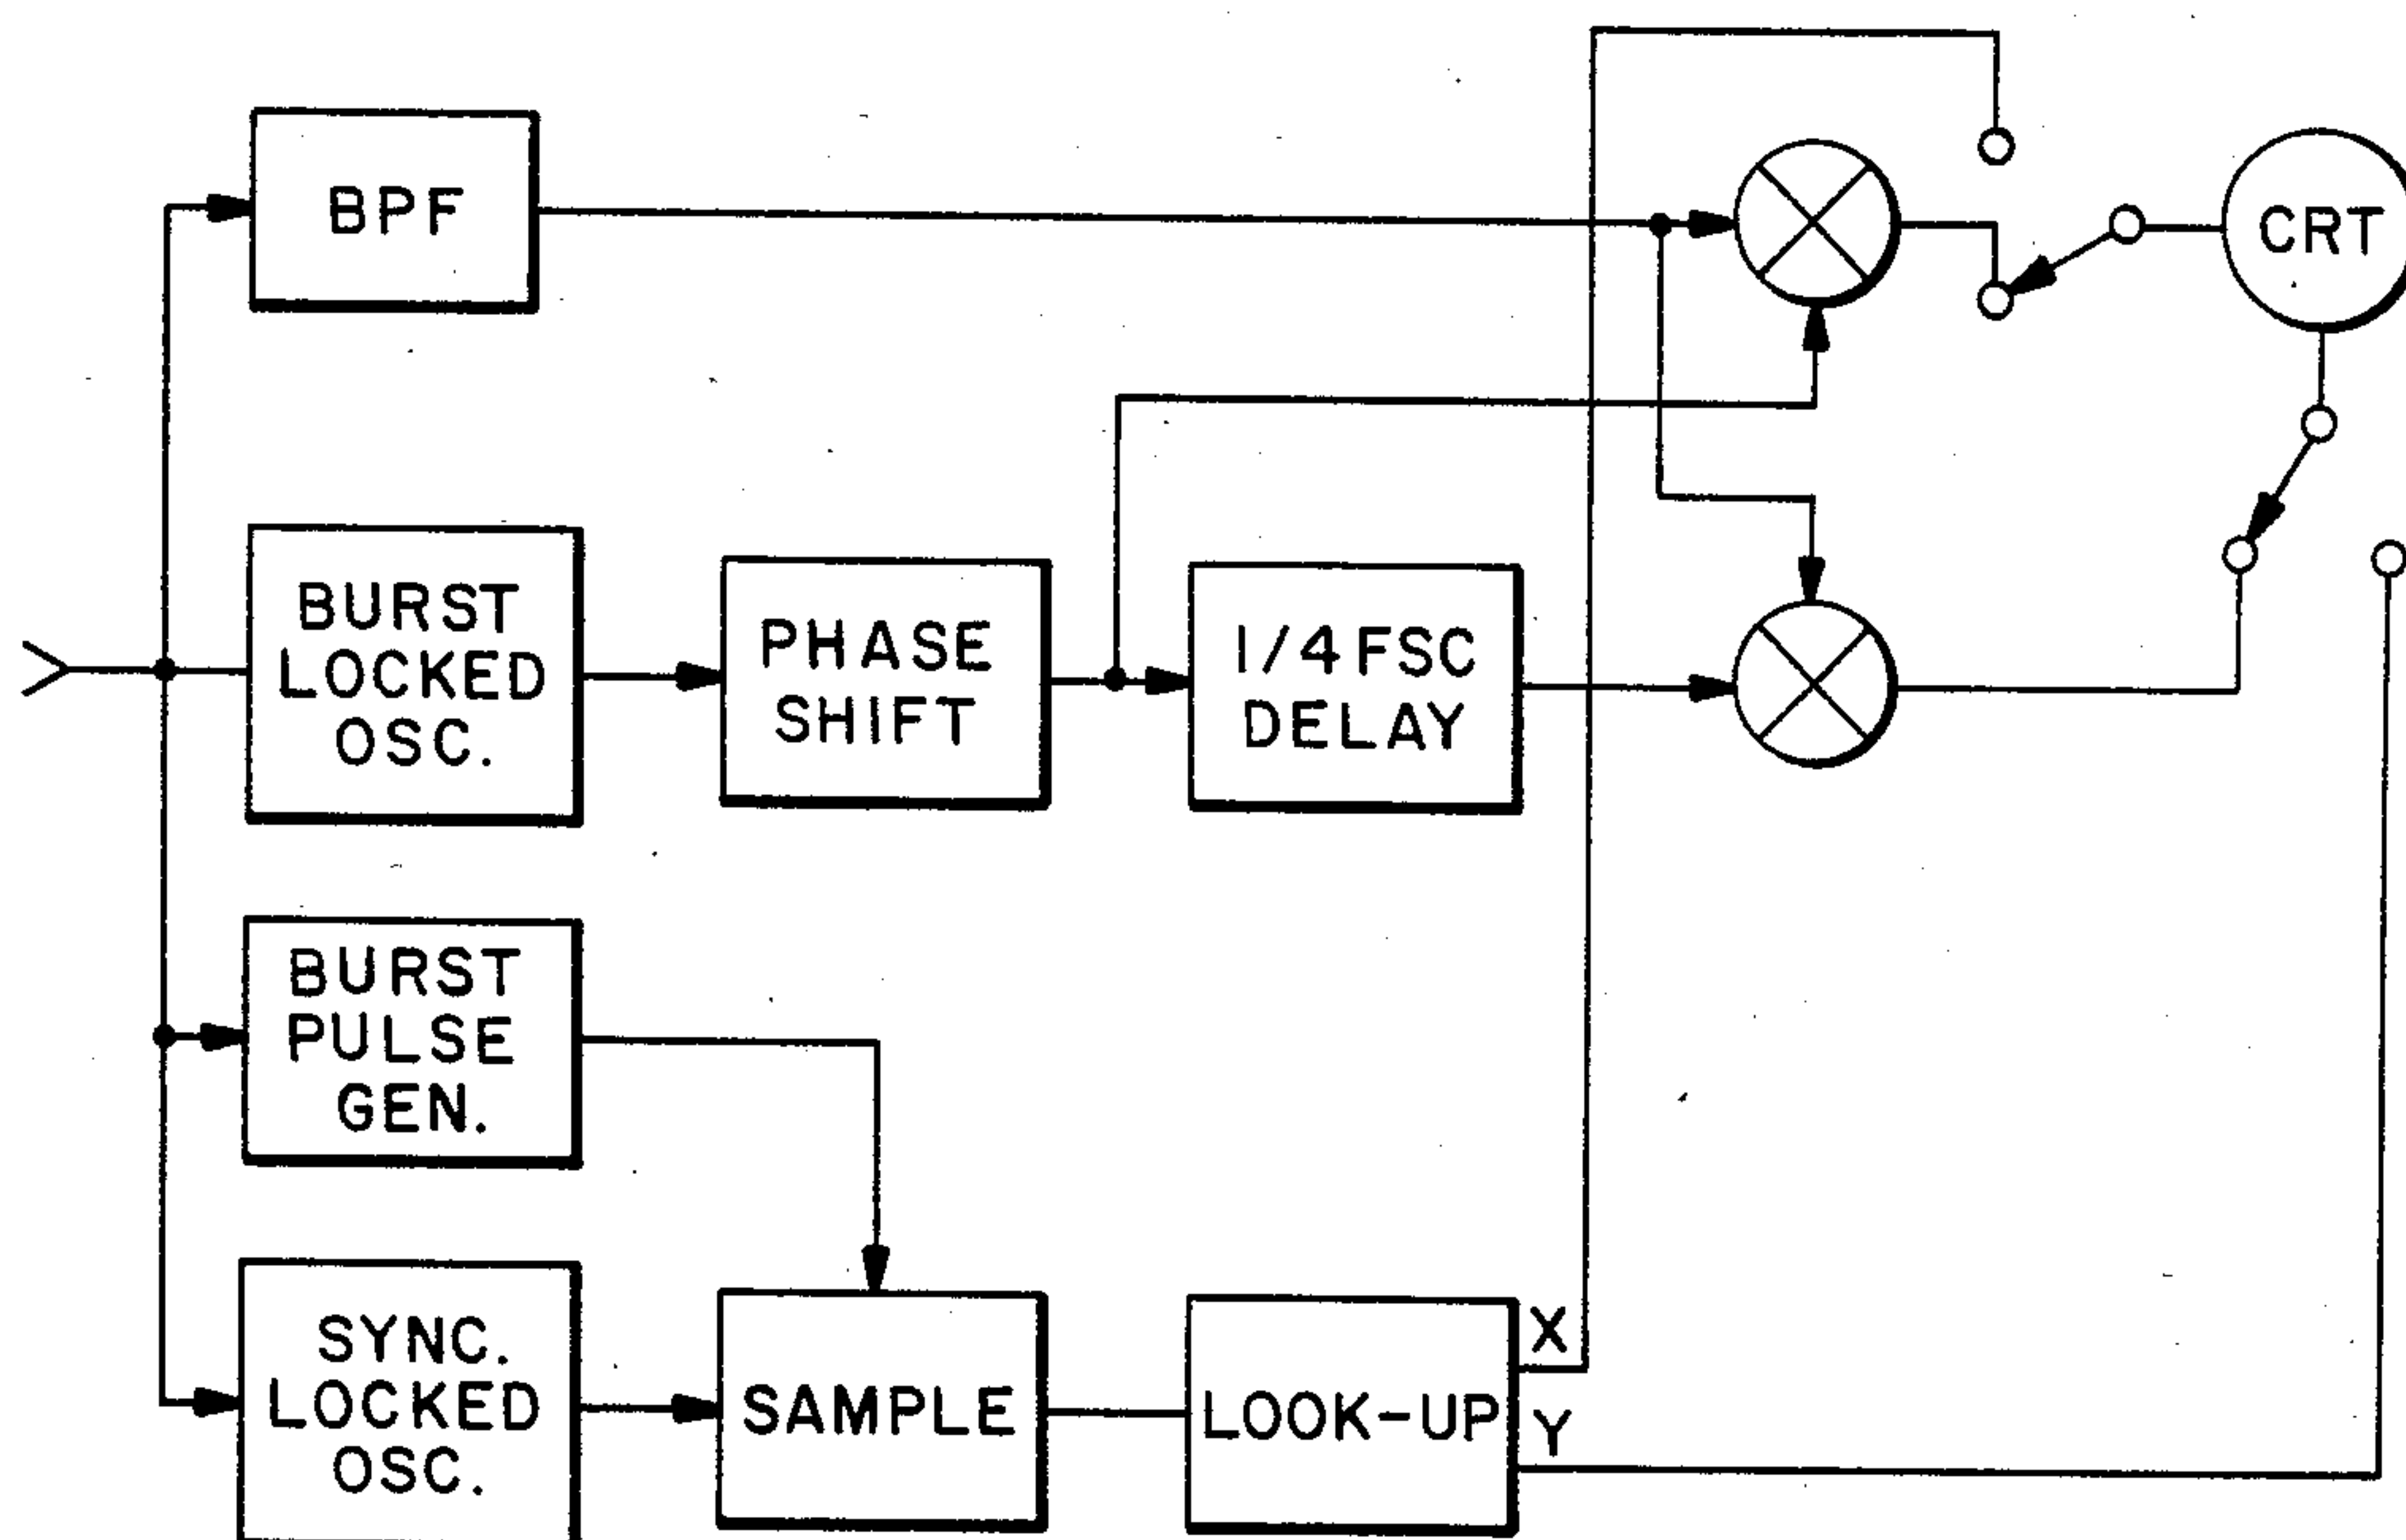 BPF
CRT
BURST
LOCKED
OSC.
PHASE
SHIFT
1/4 FSC
DELAY
BURST
PULSE
GEN.
SYNC.
LOCKED
OSC.
SAMPLE
LOOK-UP
X
Y